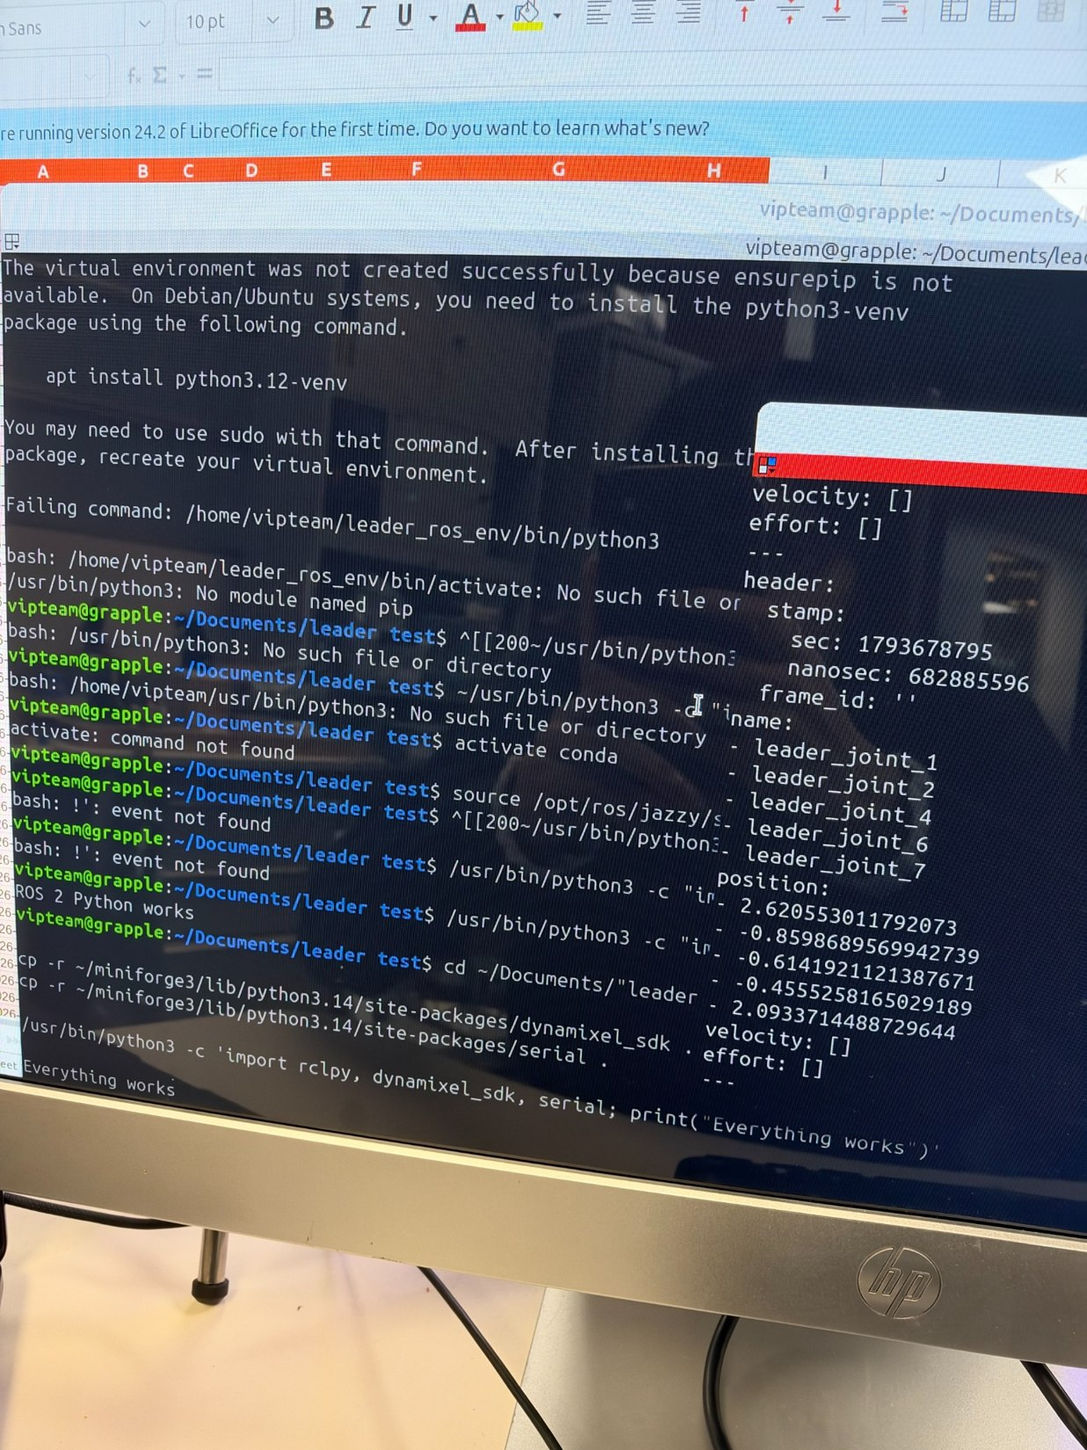 Sans
10 pt
B I U A
fx Σ =
re running version 24.2 of LibreOffice for the first time. Do you want to learn what's new?
A B C D E F G H I J K
vipteam@grapple: ~/Documents/
vipteam@grapple: ~/Documents/lead
The virtual environment was not created successfully because ensurepip is not
available.  On Debian/Ubuntu systems, you need to install the python3-venv
package using the following command.
apt install python3.12-venv
You may need to use sudo with that command.  After installing th
package, recreate your virtual environment.
Failing command: /home/vipteam/leader_ros_env/bin/python3
bash: /home/vipteam/leader_ros_env/bin/activate: No such file or
/usr/bin/python3: No module named pip
vipteam@grapple:~/Documents/leader test$ ^[[200~/usr/bin/python3
bash: /usr/bin/python3: No such file or directory
vipteam@grapple:~/Documents/leader test$ ~/usr/bin/python3 -c "i
bash: /home/vipteam/usr/bin/python3: No such file or directory
vipteam@grapple:~/Documents/leader test$ activate conda
activate: command not found
vipteam@grapple:~/Documents/leader test$ source /opt/ros/jazzy/s
vipteam@grapple:~/Documents/leader test$ ^[[200~/usr/bin/python3
bash: !': event not found
vipteam@grapple:~/Documents/leader test$ /usr/bin/python3 -c "im
bash: !': event not found
vipteam@grapple:~/Documents/leader test$ /usr/bin/python3 -c "im
ROS 2 Python works
vipteam@grapple:~/Documents/leader test$ cd ~/Documents/"leader
cp -r ~/miniforge3/lib/python3.14/site-packages/dynamixel_sdk .
cp -r ~/miniforge3/lib/python3.14/site-packages/serial .
/usr/bin/python3 -c 'import rclpy, dynamixel_sdk, serial; print("Everything works")'
Everything works
velocity: []
effort: []
---
header:
stamp:
sec: 1793678795
nanosec: 682885596
frame_id: ''
name:
- leader_joint_1
- leader_joint_2
- leader_joint_4
- leader_joint_6
- leader_joint_7
position:
- 2.620553011792073
- -0.8598689569942739
- -0.6141921121387671
- -0.4555258165029189
- 2.0933714488729644
velocity: []
effort: []
---
hp